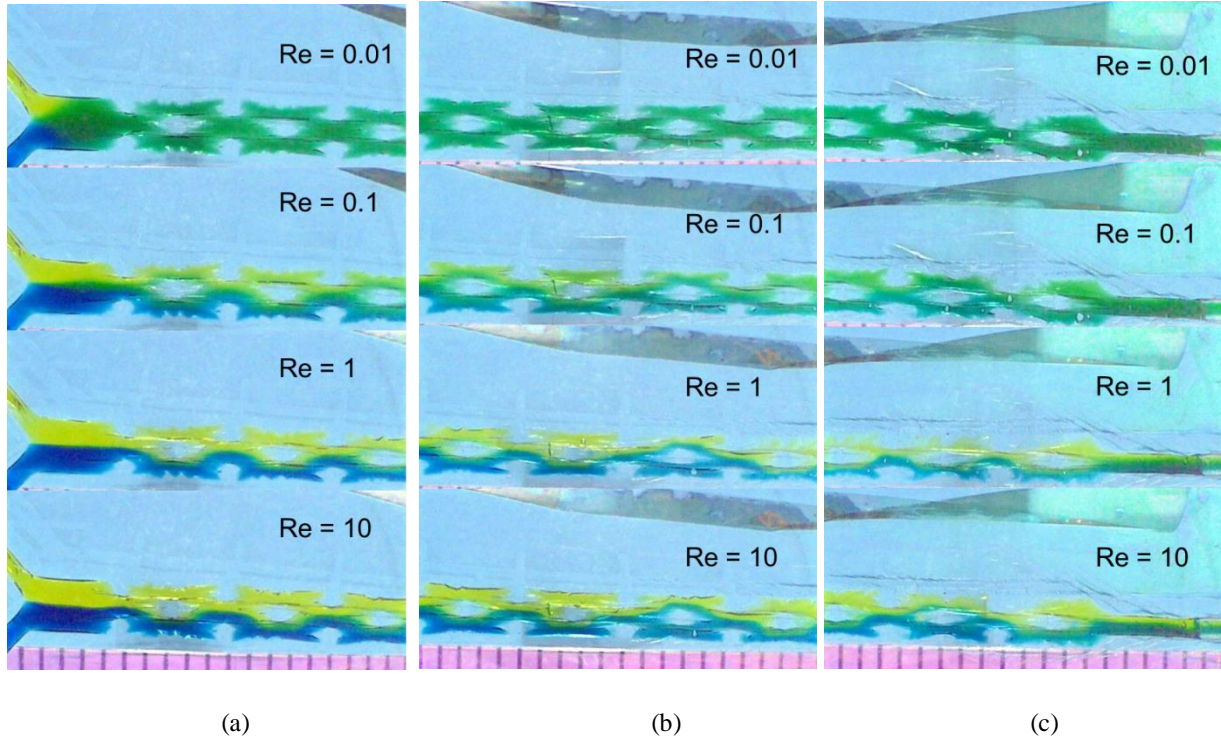 Re = 0.01 Re = 0.01 Re = 0.01
Re = 0.1 Re = 0.1 Re = 0.1
Re = 1 Re = 1 Re = 1
Re = 10 Re = 10 Re = 10
(a) (b) (c)